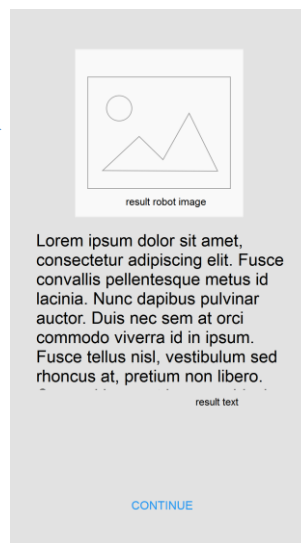 result robot image
Lorem ipsum dolor sit amet,
consectetur adipiscing elit. Fusce
convallis pellentesque metus id
lacinia. Nunc dapibus pulvinar
auctor. Duis nec sem at orci
commodo viverra id in ipsum.
Fusce tellus nisl, vestibulum sed
rhoncus at, pretium non libero.
result text
CONTINUE